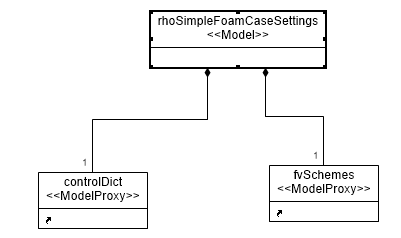 rhoSimpleFoamCaseSettings
<<Model>>
1
1
controlDict
<<ModelProxy>>
fvSchemes
<<ModelProxy>>